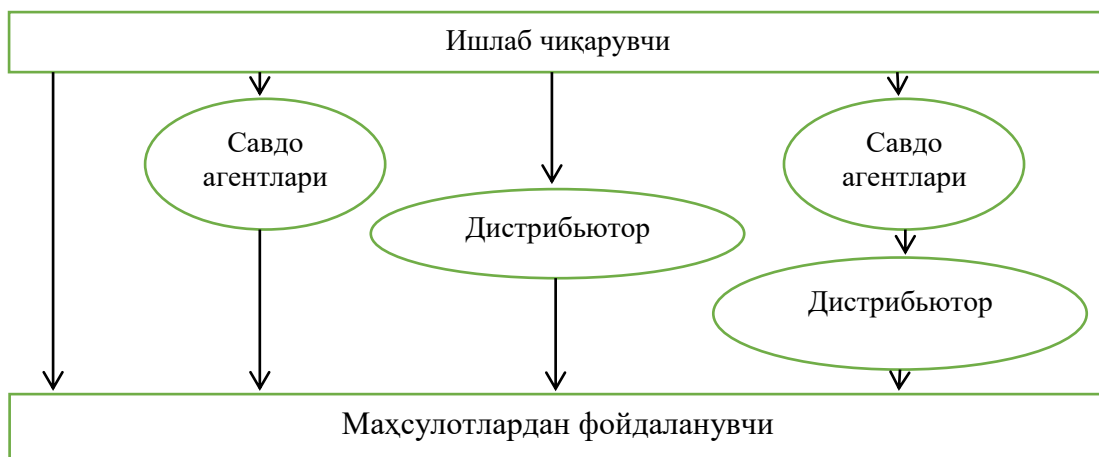 Ишлаб чиқарувчи
Савдо
агентлари
Савдо
агентлари
Дистрибьютор
Дистрибьютор
Маҳсулотлардан фойдаланувчи